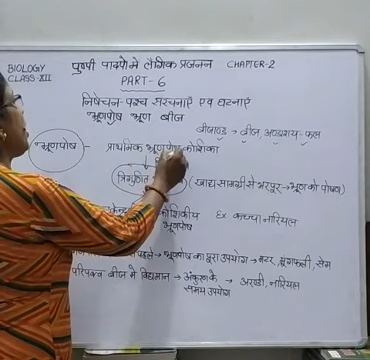 BIOLOGY
CLASS-XII
पुष्पी पादपो मे लैंगिक प्रजनन CHAPTER-2
PART-6
निषेचन-पश्च संरचनाएँ एवं घटनाएँ
भ्रूणपोष भ्रूण बीज
बीजाण्ड → बीज, अण्डाशय-फल
भ्रूणपोष - प्राथमिक भ्रूणपोष कोशिका
त्रिगुणित (खाद्य सामग्री से भरपूर → भ्रूण को पोषण)
कोशिकीय Ex कच्चा नारियल
भ्रूणपोष
पहले → भ्रूणपोष का पूरा उपयोग → मटर, मूंगफली, सेम
परिपक्व बीज मे विद्यमान → अंकुरण के → अरण्डी, नारियल
समय उपयोग